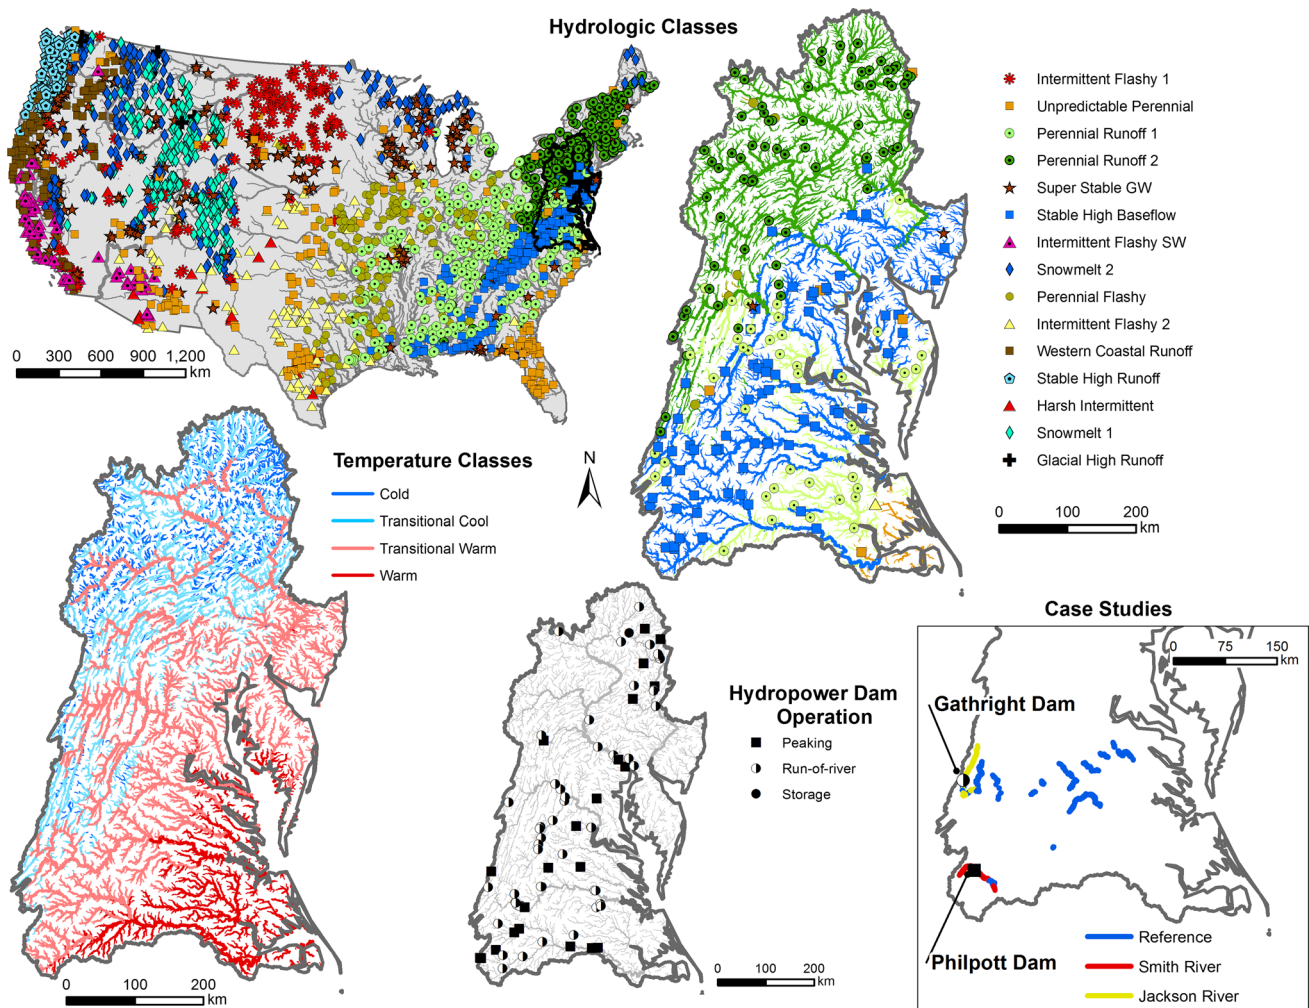 Hydrologic Classes
Intermittent Flashy 1
Unpredictable Perennial
Perennial Runoff 1
Perennial Runoff 2
Super Stable GW
Stable High Baseflow
Intermittent Flashy SW
Snowmelt 2
Perennial Flashy
Intermittent Flashy 2
Western Coastal Runoff
Stable High Runoff
Harsh Intermittent
Snowmelt 1
Glacial High Runoff
0 300 600 900 1,200
km
0 100 200
km
N
Temperature Classes
Cold
Transitional Cool
Transitional Warm
Warm
0 100 200
km
Hydropower Dam
Operation
Peaking
Run-of-river
Storage
0 100 200
km
Case Studies
0 75 150
km
Gathright Dam
Philpott Dam
Reference
Smith River
Jackson River